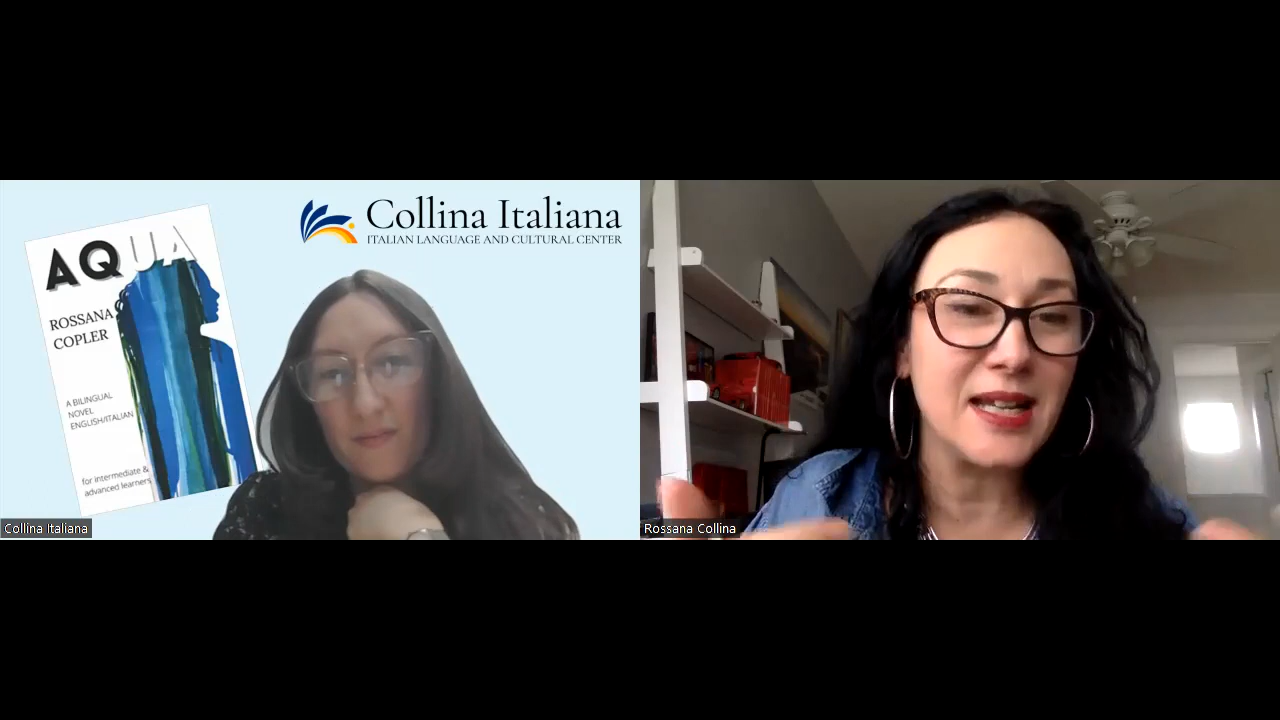 Collina Italiana
ITALIAN LANGUAGE AND CULTURAL CENTER
AQUA
ROSSANA
COPLER
A BILINGUAL
NOVEL
ENGLISH/ITALIAN
for intermediate &
advanced learners
Collina Italiana
Rossana Collina